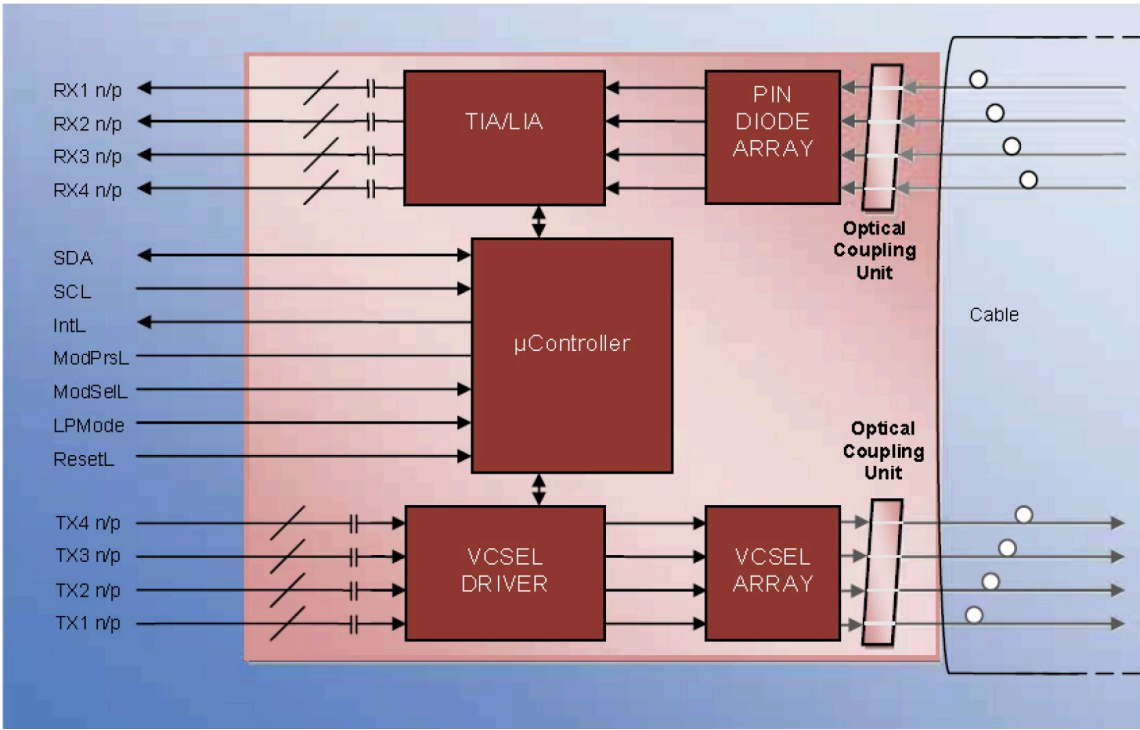 RX1 n/p
RX2 n/p
RX3 n/p
RX4 n/p
TIA/LIA
PIN
DIODE
ARRAY
Optical
Coupling
Unit
SDA
SCL
IntL
ModPrsL
ModSelL
LPMode
ResetL
µController
Cable
Optical
Coupling
Unit
TX4 n/p
TX3 n/p
TX2 n/p
TX1 n/p
VCSEL
DRIVER
VCSEL
ARRAY